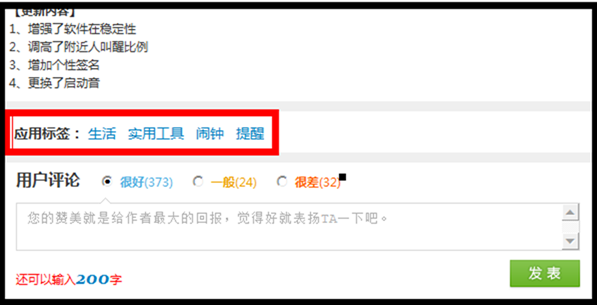 【更新内容】
1、增强了软件在稳定性
2、调高了附近人叫醒比例
3、增加个性签名
4、更换了启动音
应用标签：生活 实用工具 闹钟 提醒
用户评论 很好(373) 一般(24) 很差(32)
您的赞美就是给作者最大的回报，觉得好就表扬TA一下吧。
还可以输入200字
发表